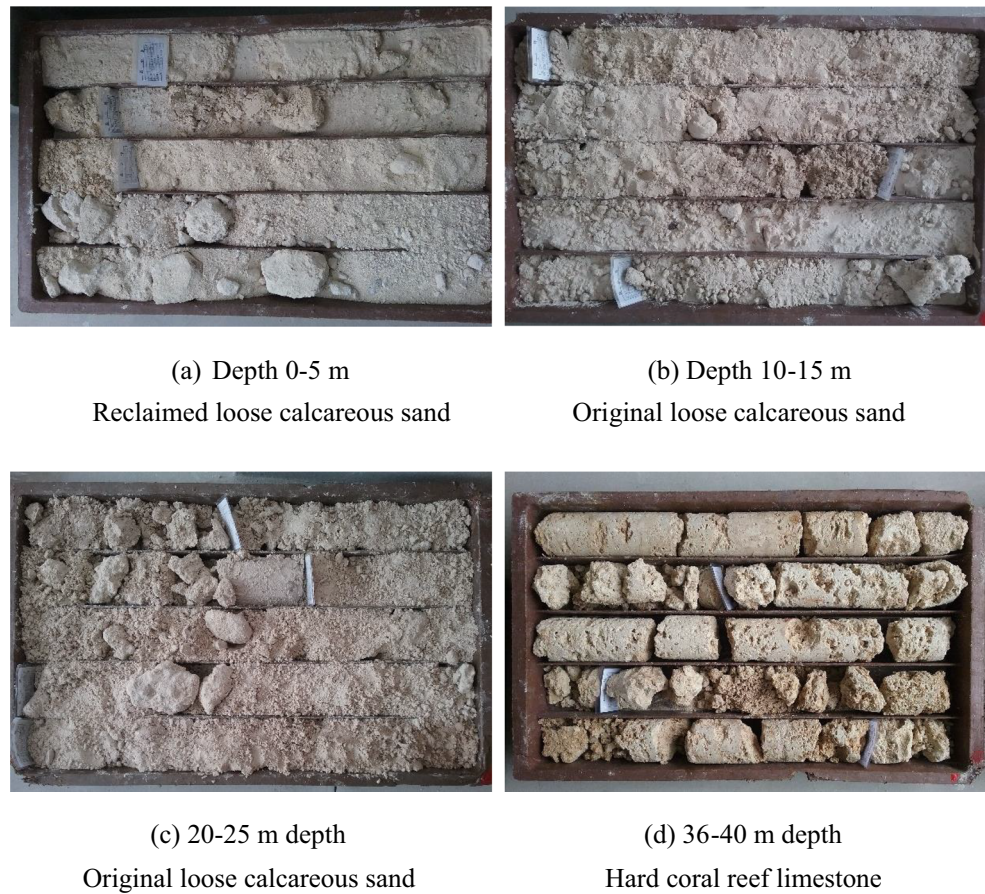 (a) Depth 0-5 m
(b) Depth 10-15 m
Reclaimed loose calcareous sand
Original loose calcareous sand
(c) 20-25 m depth
(d) 36-40 m depth
Original loose calcareous sand
Hard coral reef limestone